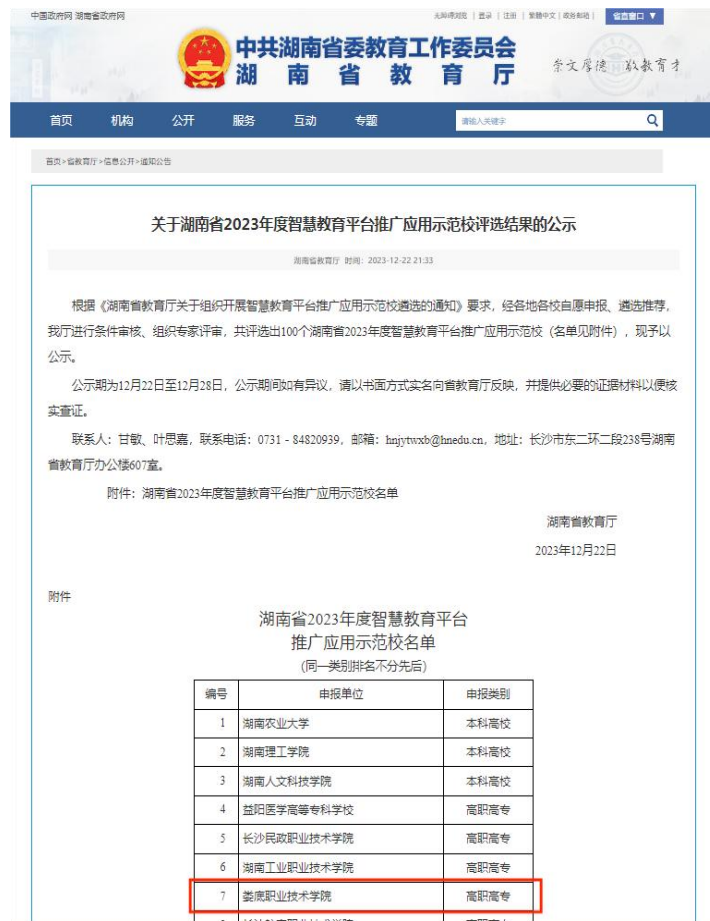 中国政府网 湖南省政府网
无障碍浏览 | 登录 | 注册 | 繁體中文 | 政务邮箱 | 省直窗口 ▼
中共湖南省委教育工作委员会
湖南省教育厅
崇文厚德
首页 机构 公开 服务 互动 专题 请输入关键字
首页>省教育厅>信息公开>通知公告
关于湖南省2023年度智慧教育平台推广应用示范校评选结果的公示
湖南省教育厅 时间：2023-12-22 21:33
根据《湖南省教育厅关于组织开展智慧教育平台推广应用示范校遴选的通知》要求，经各地各校自愿申报、遴选推荐，
我厅进行条件审核、组织专家评审，共评选出100个湖南省2023年度智慧教育平台推广应用示范校（名单见附件），现予以
公示。
公示期为12月22日至12月28日，公示期间如有异议，请以书面方式实名向省教育厅反映，并提供必要的证据材料以便核
实查证。
联系人：甘敏、叶思嘉，联系电话：0731 - 84820939，邮箱：hnjytwxb@hnedu.cn，地址：长沙市东二环二段238号湖南
省教育厅办公楼607室。
附件：湖南省2023年度智慧教育平台推广应用示范校名单
湖南省教育厅
2023年12月22日
附件
湖南省2023年度智慧教育平台
推广应用示范校名单
（同一类别排名不分先后）
编号 申报单位 申报类别
1 湖南农业大学 本科高校
2 湖南理工学院 本科高校
3 湖南人文科技学院 本科高校
4 益阳医学高等专科学校 高职高专
5 长沙民政职业技术学院 高职高专
6 湖南工业职业技术学院 高职高专
7 娄底职业技术学院 高职高专